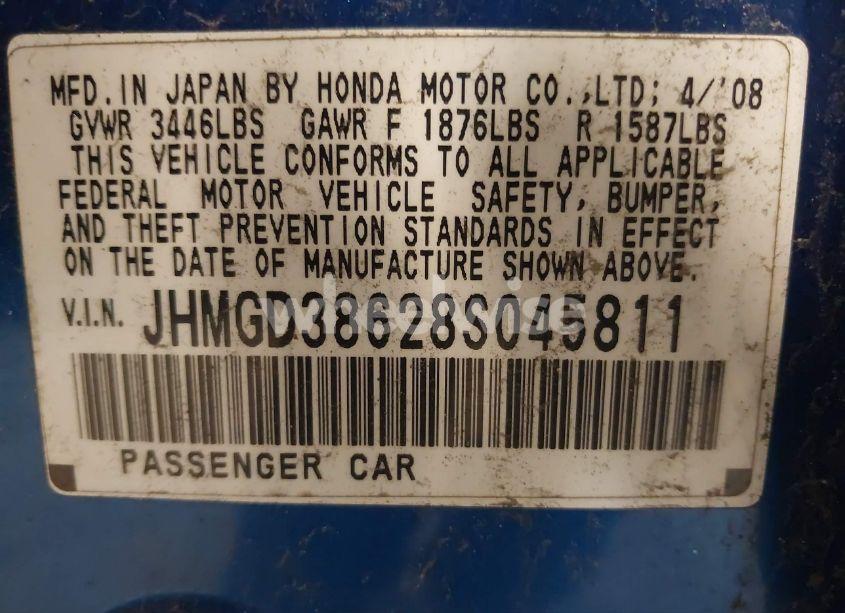 MFD. IN JAPAN BY HONDA MOTOR CO., LTD; 4/'08
GVWR 3446LBS GAWR F 1876LBS R 1587LBS
THIS VEHICLE CONFORMS TO ALL APPLICABLE
FEDERAL MOTOR VEHICLE SAFETY, BUMPER,
AND THEFT PREVENTION STANDARDS IN EFFECT
ON THE DATE OF MANUFACTURE SHOWN ABOVE.
V.I.N. JHMGD38628S045811
wheelwise
PASSENGER CAR